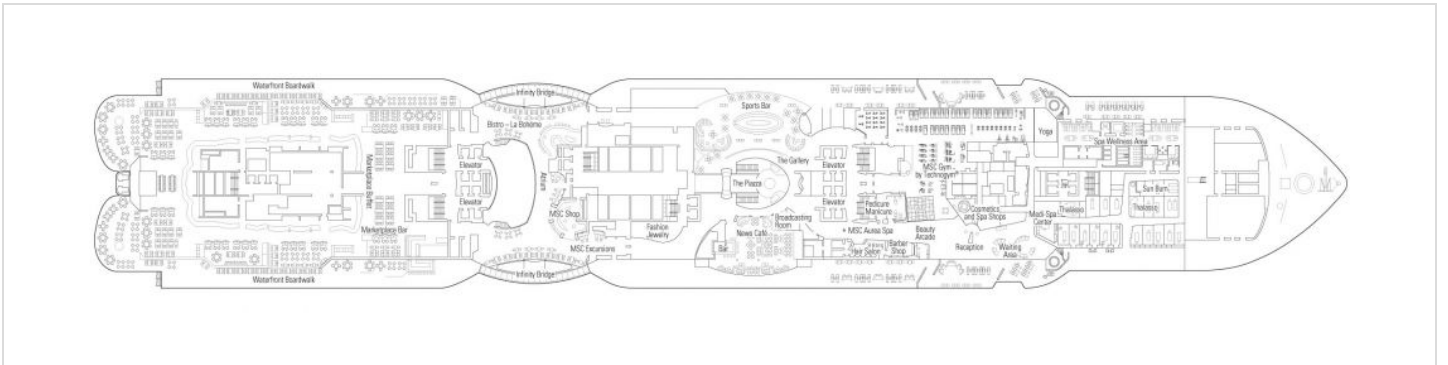 Waterfront Boardwalk
Infinity Bridge
Bistro – La Bohème
Sports Bar
Yoga
Spa Wellness Area
Elevator
Atrium
The Gallery
Elevator
MSC Gym
by Technogym
Marketplace Buffet
The Piazza
Sun Burn
Elevator
MSC Shop
Elevator
Pedicure
Manicure
Cosmetics
and Spa Shops
Thalasso
Thalasso
Medi-Spa
Center
Marketplace Bar
Fashion
Jewelry
Broadcasting
Room
News Café
+ MSC Aurea Spa
Beauty
Arcade
MSC Excursions
Bar
Hair Salon
Barber
Shop
Reception
Waiting
Area
Waterfront Boardwalk
Infinity Bridge